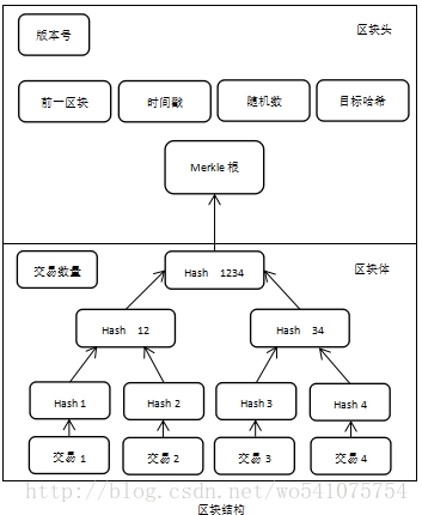 区块头
版本号
前一区块
时间戳
随机数
目标哈希
Merkle 根
区块体
交易数量
Hash 1234
Hash 12
Hash 34
Hash 1
Hash 2
Hash 3
Hash 4
交易 1
交易 2
交易 3
交易 4
http://blog.csdn.net/wo541075754
区块结构